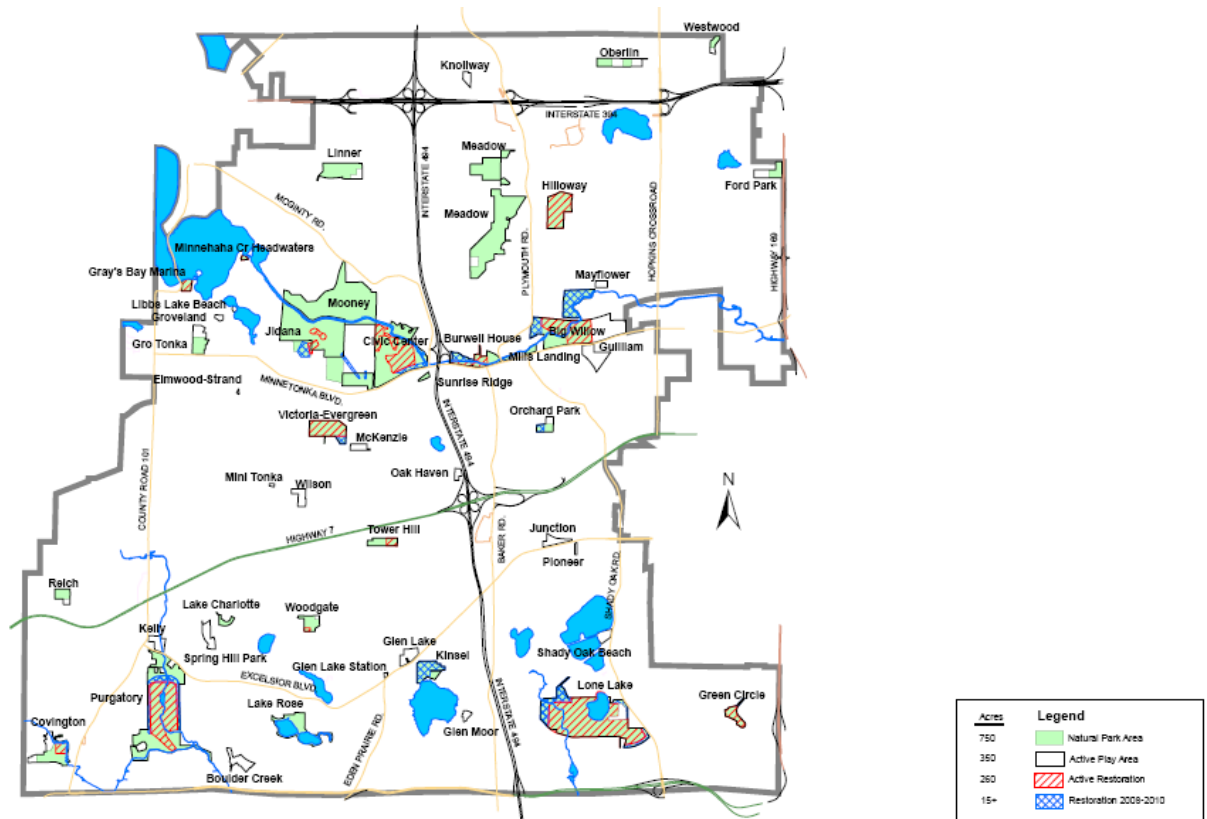 Westwood
Oberlin
Knollway
INTERSTATE 394
Linner
INTERSTATE 494
Meadow
Hilloway
Ford Park
MCGINTY RD.
Meadow
PLYMOUTH RD.
HOPKINS CROSSROAD
HIGHWAY 169
Minnehaha Cr Headwaters
Gray's Bay Marina
Mayflower
Libbs Lake Beach
Mooney
Groveland
Jidana
Civic Center
Burwell House
Big Willow
Gro Tonka
Mills Landing
Guilliam
Elmwood-Strand
MINNETONKA BLVD.
Sunrise Ridge
Victoria-Evergreen
INTERSTATE 494
Orchard Park
McKenzie
COUNTY ROAD 101
Mini Tonka
Wilson
Oak Haven
N
HIGHWAY 7
Tower Hill
BAKER RD.
Junction
Pioneer
SHADY OAK RD.
Reich
Lake Charlotte
Woodgate
Kelly
Spring Hill Park
Glen Lake
Kinsel
Shady Oak Beach
Glen Lake Station
EXCELSIOR BLVD.
Purgatory
Lone Lake
Green Circle
Covington
Lake Rose
EDEN PRAIRIE RD.
Glen Moor
INTERSTATE 494
Boulder Creek
Acres Legend
750 Natural Park Area
350 Active Play Area
260 Active Restoration
15+ Restoration 2009-2010